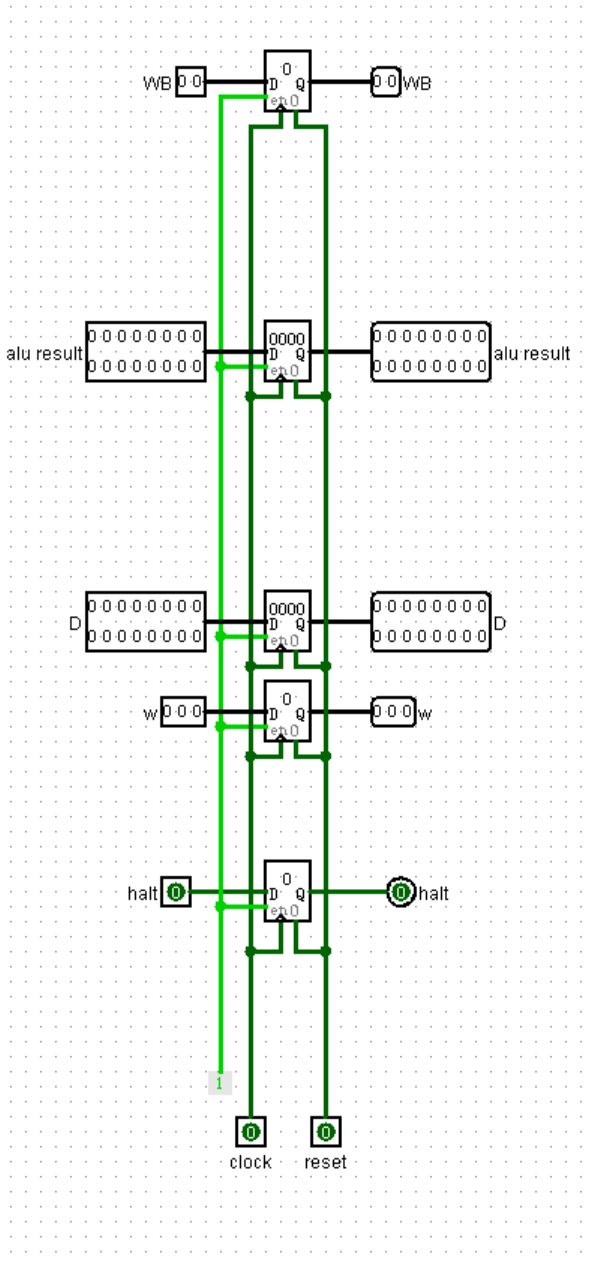 0
WB 0 0 D Q 0 0 WB
en 0
0 0 0 0 0 0 0 0 0000 0 0 0 0 0 0 0 0
alu result D Q alu result
0 0 0 0 0 0 0 0 en 0 0 0 0 0 0 0 0 0
0 0 0 0 0 0 0 0 0000 0 0 0 0 0 0 0 0
D D Q D
0 0 0 0 0 0 0 0 en 0 0 0 0 0 0 0 0 0
0
w 0 0 0 D Q 0 0 0 w
en 0
0
halt 0 D Q 0 halt
en 0
1
0 0
clock reset